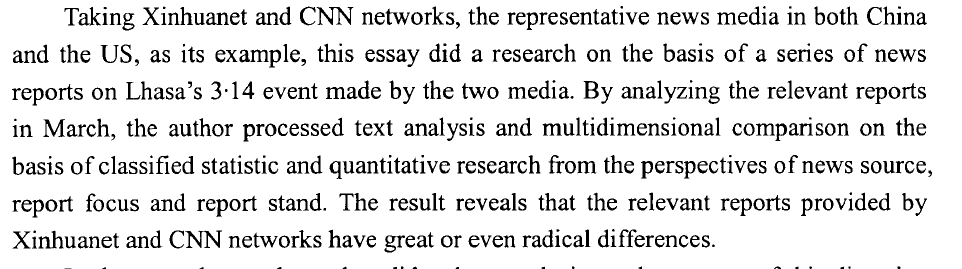 Taking Xinhuanet and CNN networks, the representative news media in both China
and the US, as its example, this essay did a research on the basis of a series of news
reports on Lhasa's 3·14 event made by the two media. By analyzing the relevant reports
in March, the author processed text analysis and multidimensional comparison on the
basis of classified statistic and quantitative research from the perspectives of news source,
report focus and report stand. The result reveals that the relevant reports provided by
Xinhuanet and CNN networks have great or even radical differences.